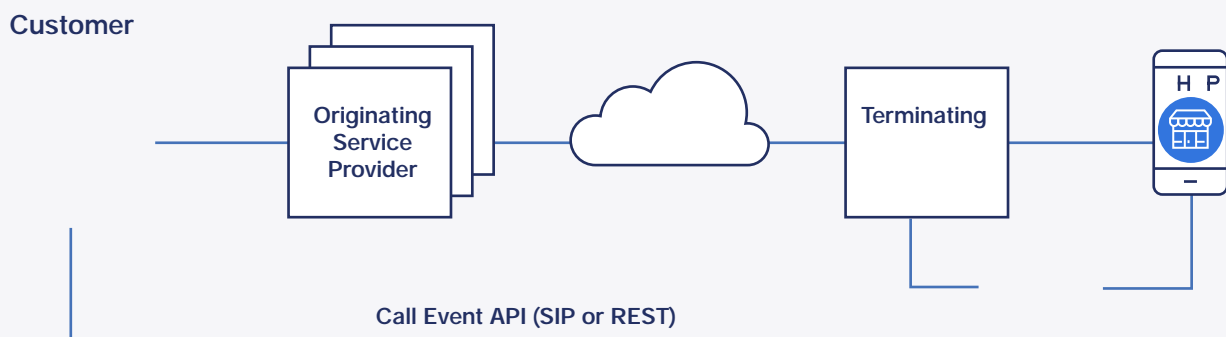 Customer
Originating
Service
Provider
Terminating
H P
Call Event API (SIP or REST)